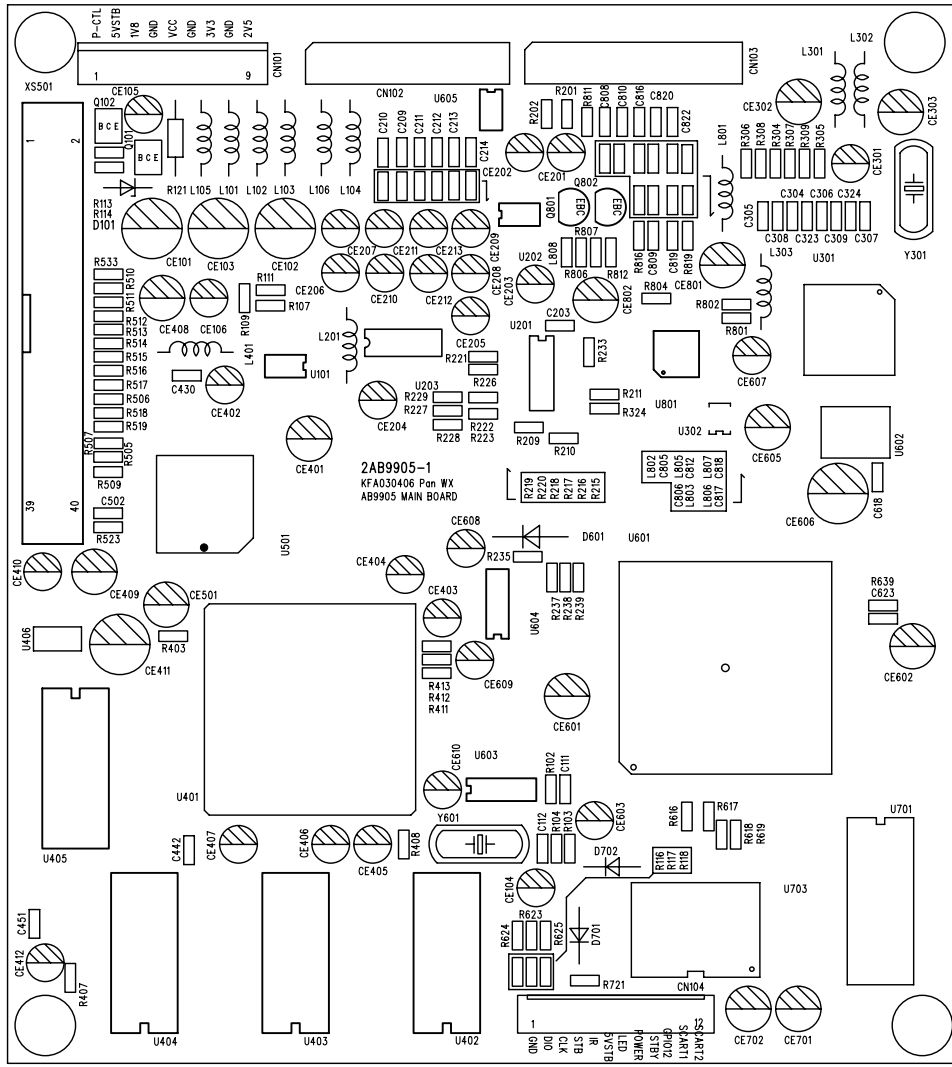 P-CTL
5VSTB
1V8
GND
VCC
GND
3V3
GND
2V5
1
9
CN101
XS501
CN102
CN103
L301
L302
CE105
Q102
BCE
Q101
BCE
U605
C210
C209
C211
C212
C213
C214
R202
R201
R811
C808
C810
C816
C820
C822
CE302
CE303
L801
R306
R308
R304
R307
R309
R305
CE301
CE202
CE201
1
2
R113
R114
D101
R121
L105
L101
L102
L103
L106
L104
Q801
Q802
EBC
EBC
C305
C304
C306
C324
C308
C323
C309
C307
U301
Y301
CE101
CE103
CE102
CE207
CE211
CE213
CE209
CE208
CE203
U202
L808
R807
R806
R812
R816
C809
C819
R819
L303
R533
R510
R511
R512
R513
R514
R515
R516
R517
R506
R518
R519
R507
R505
R509
R111
R107
R109
CE206
CE210
CE212
CE802
CE801
R804
R802
R801
CE408
CE106
L401
U101
L201
CE205
C203
U201
R233
CE607
C430
CE402
R221
R226
U203
R229
R227
R228
R222
R223
CE204
R211
R324
U801
U302
CE605
U602
R209
R210
CE401
2AB9905-1
KFA030406 Pan WX
AB9905 MAIN BOARD
R219
R220
R218
R217
R216
R215
L802
C805
L805
C812
L807
C818
C806
L803
L806
C817
CE606
C618
39
40
C502
R523
U501
CE608
D601
U601
CE410
CE409
CE501
CE404
R235
CE403
U604
R237
R238
R239
R639
C623
U406
R403
CE411
R413
R412
R411
CE609
CE602
CE601
U401
CE610
U603
R102
C111
Y601
C112
R104
R103
CE603
R616
R617
R618
R619
U701
U405
C442
CE407
CE406
CE405
R408
D702
R116
R117
R118
U703
CE104
C451
CE412
R407
R623
R624
R625
D701
R721
CN104
U404
U403
U402
1
12
GND
DIO
CLK
STB
IR
5VSTB
LED
POWER
STBY
GPIO12
SCART1
SCART2
CE702
CE701